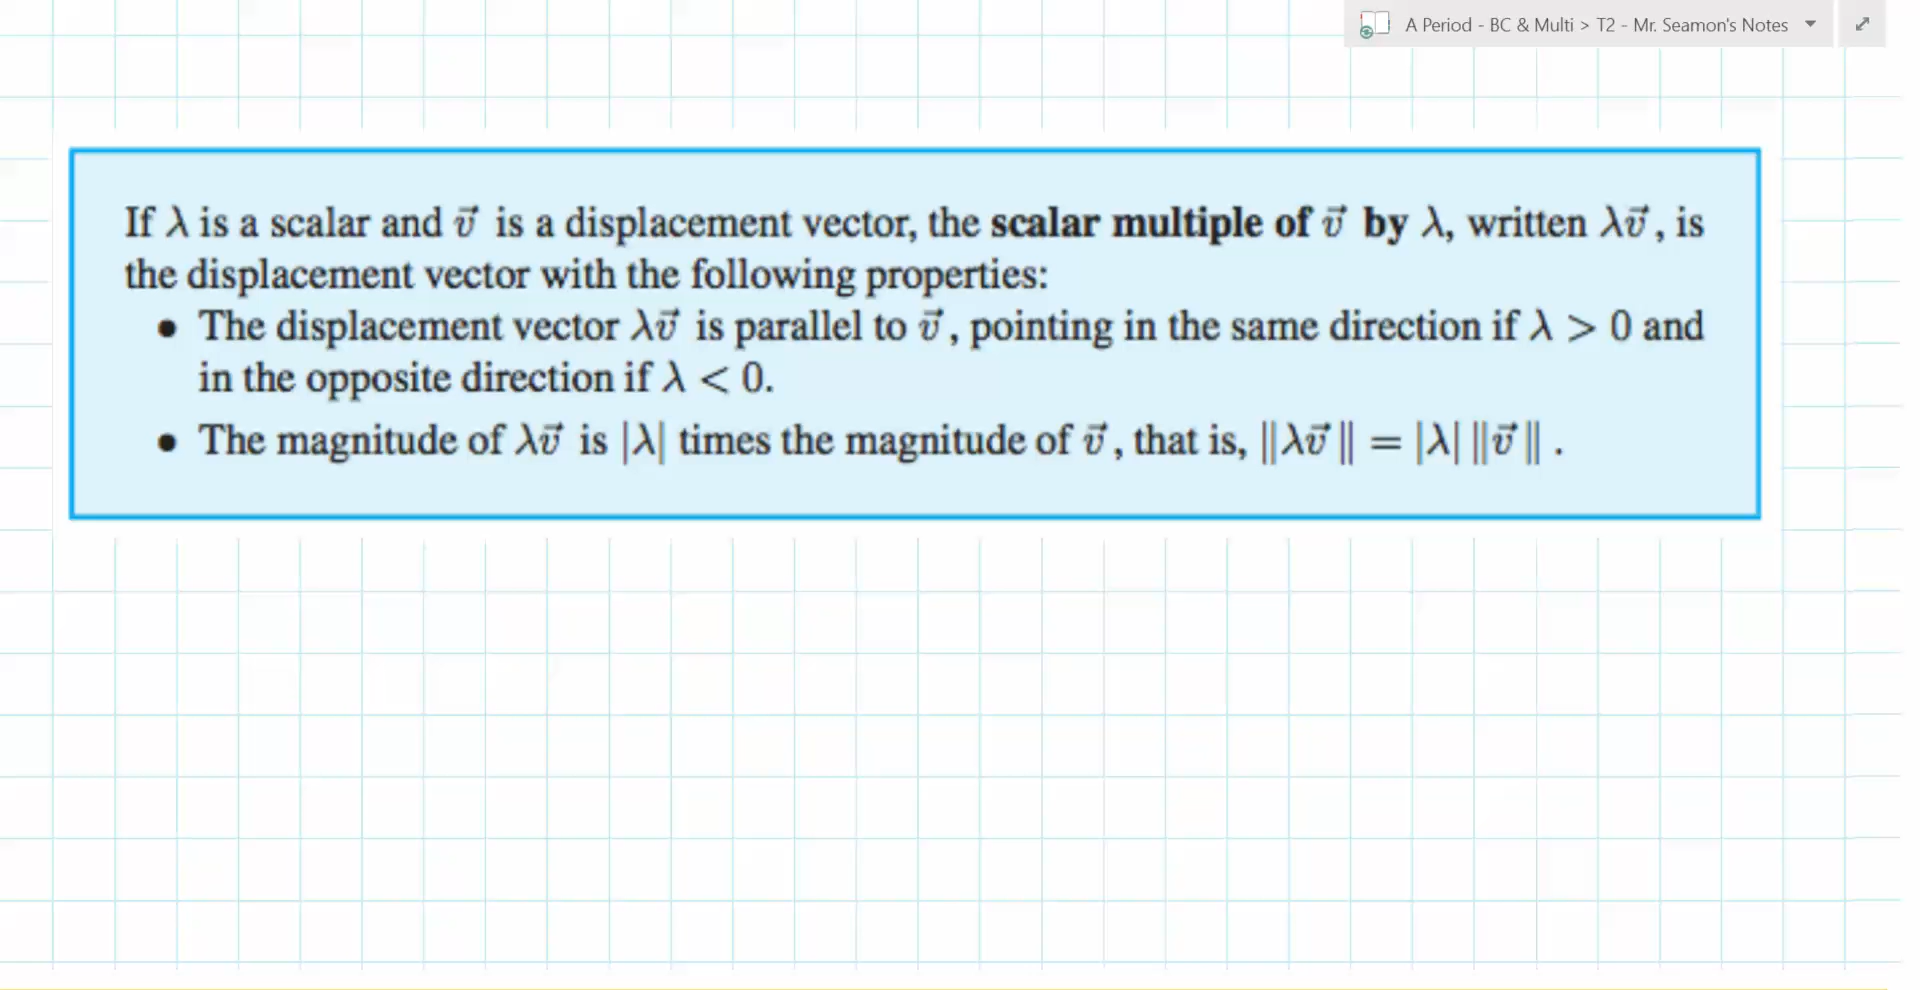 A Period - BC & Multi > T2 - Mr. Seamon's Notes
If λ is a scalar and v⃗ is a displacement vector, the scalar multiple of v⃗ by λ, written λv⃗, is
the displacement vector with the following properties:
• The displacement vector λv⃗ is parallel to v⃗, pointing in the same direction if λ > 0 and
in the opposite direction if λ < 0.
• The magnitude of λv⃗ is |λ| times the magnitude of v⃗, that is, ‖λv⃗‖ = |λ| ‖v⃗‖.